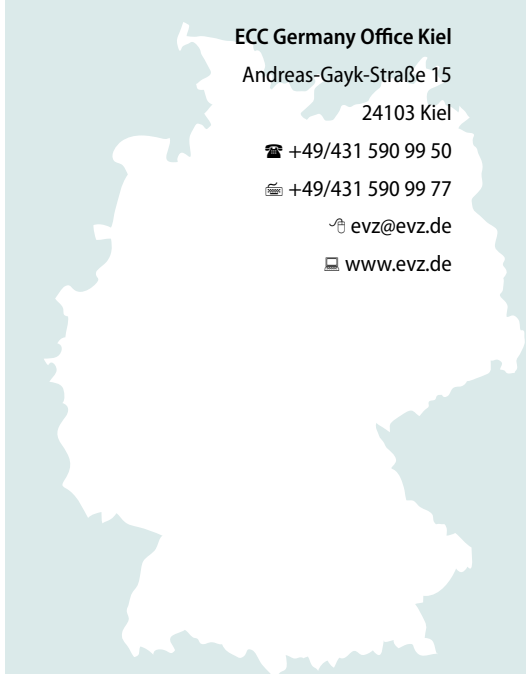 ECC Germany Office Kiel
Andreas-Gayk-Straße 15
24103 Kiel
☎ +49/431 590 99 50
+49/431 590 99 77
evz@evz.de
www.evz.de